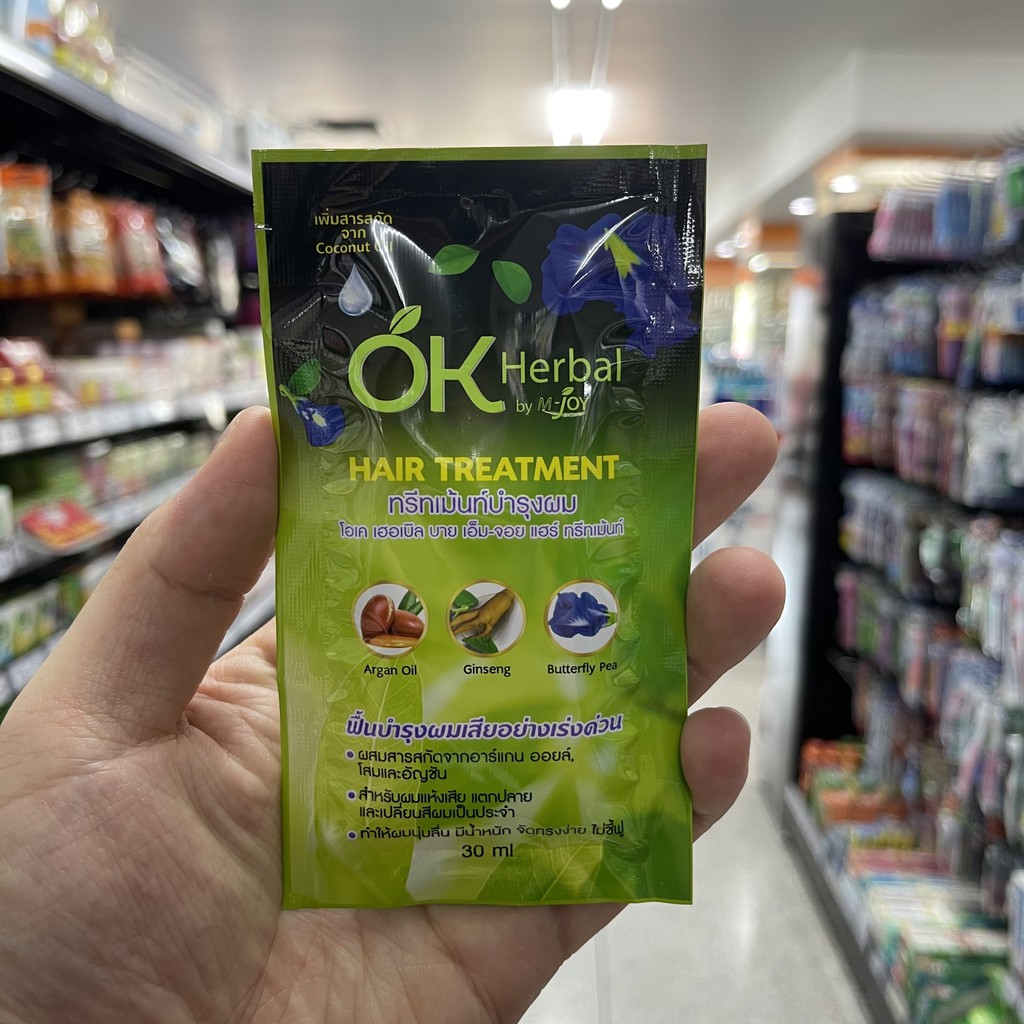 เพิ่มสารสกัด
จาก
Coconut Oil
OK Herbal
by M-JOY
HAIR TREATMENT
ทรีทเม้นท์บำรุงผม
โอเค เฮอเบิล บาย เอ็ม-จอย แฮร์ ทรีทเม้นท์
Argan Oil
Ginseng
Butterfly Pea
ฟื้นบำรุงผมเสียอย่างเร่งด่วน
• ผสมสารสกัดจากอาร์แกน ออยล์,
โสมและอัญชัน
• สำหรับผมแห้งเสีย แตกปลาย
และเปลี่ยนสีผมเป็นประจำ
• ทำให้ผมนุ่มลื่น มีน้ำหนัก จัดทรงง่าย ไม่ชี้ฟู
30 ml